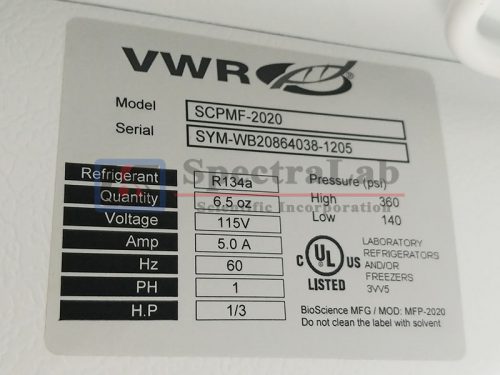 VWR
Model SCPMF-2020
Serial SYM-WB20864038-1205
Refrigerant R134a
Quantity 6.5 oz
Voltage 115V
Amp 5.0 A
Hz 60
PH 1
H.P 1/3
Pressure (psi)
High 360
Low 140
C UL US
LISTED
LABORATORY
REFRIGERATORS
AND/OR
FREEZERS
3VV5
BioScience MFG / MOD: MFP-2020
Do not clean the label with solvent
SpectraLab
Scientific Incorporation